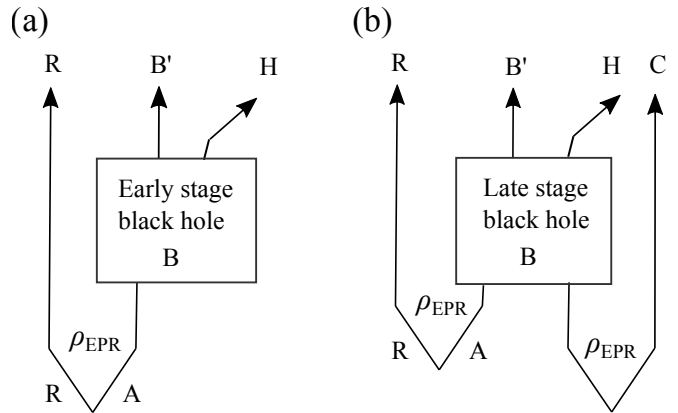 (a)
R B' H
Early stage
black hole
B
ρEPR
R A
(b)
R B' H C
Late stage
black hole
B
ρEPR
R A
ρEPR